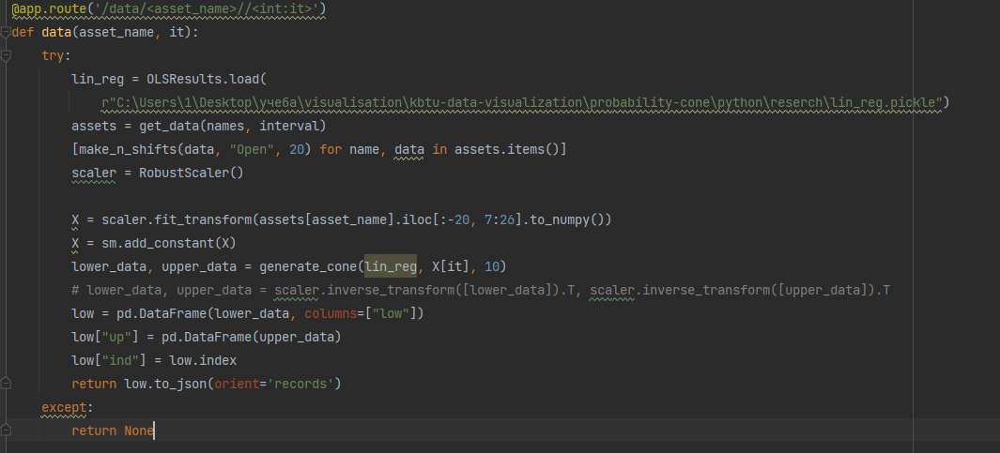 @app.route('/data/<asset_name>//<int:it>')
def data(asset_name, it):
    try:
        lin_reg = OLSResults.load(
            r"C:\Users\1\Desktop\учеба\visualisation\kbtu-data-visualization\probability-cone\python\reserch\lin_reg.pickle")
        assets = get_data(names, interval)
        [make_n_shifts(data, "Open", 20) for name, data in assets.items()]
        scaler = RobustScaler()
        X = scaler.fit_transform(assets[asset_name].iloc[:-20, 7:26].to_numpy())
        X = sm.add_constant(X)
        lower_data, upper_data = generate_cone(lin_reg, X[it], 10)
        # lower_data, upper_data = scaler.inverse_transform([lower_data]).T, scaler.inverse_transform([upper_data]).T
        low = pd.DataFrame(lower_data, columns=["low"])
        low["up"] = pd.DataFrame(upper_data)
        low["ind"] = low.index
        return low.to_json(orient='records')
    except:
        return None